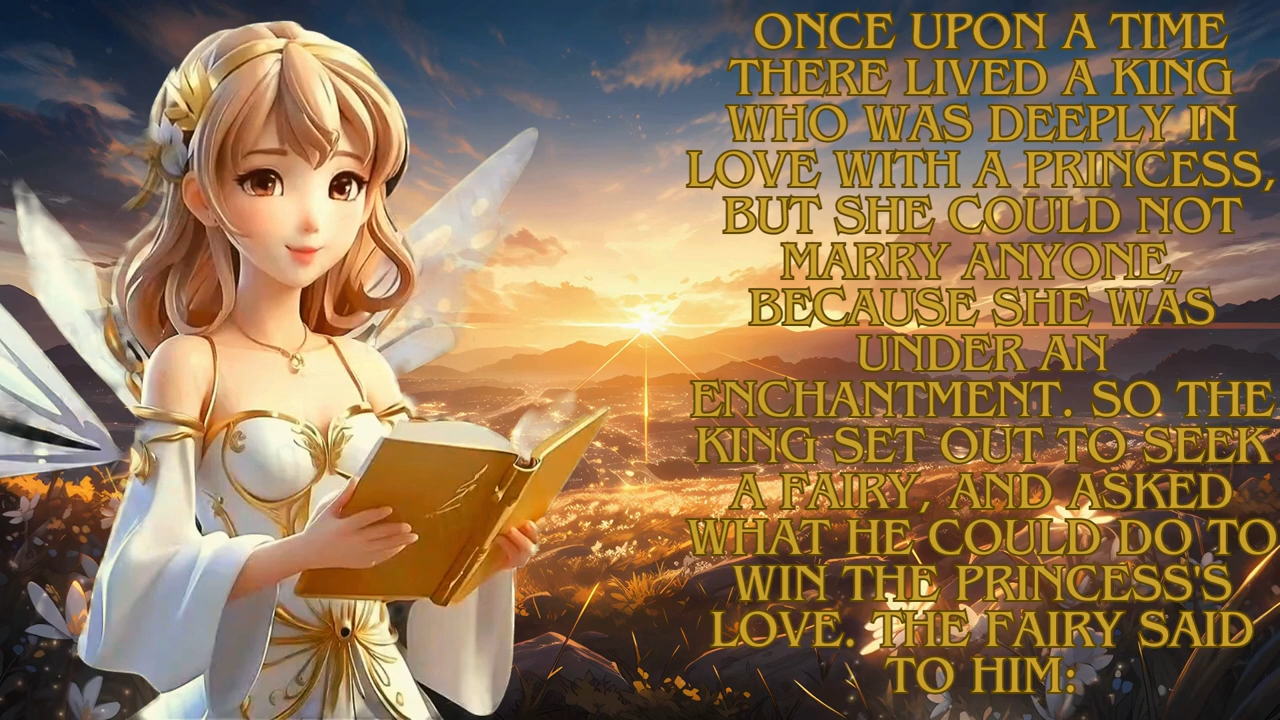 ONCE UPON A TIME
THERE LIVED A KING
WHO WAS DEEPLY IN
LOVE WITH A PRINCESS,
BUT SHE COULD NOT
MARRY ANYONE,
BECAUSE SHE WAS
UNDER AN
ENCHANTMENT. SO THE
KING SET OUT TO SEEK
A FAIRY, AND ASKED
WHAT HE COULD DO TO
WIN THE PRINCESS'S
LOVE. THE FAIRY SAID
TO HIM: